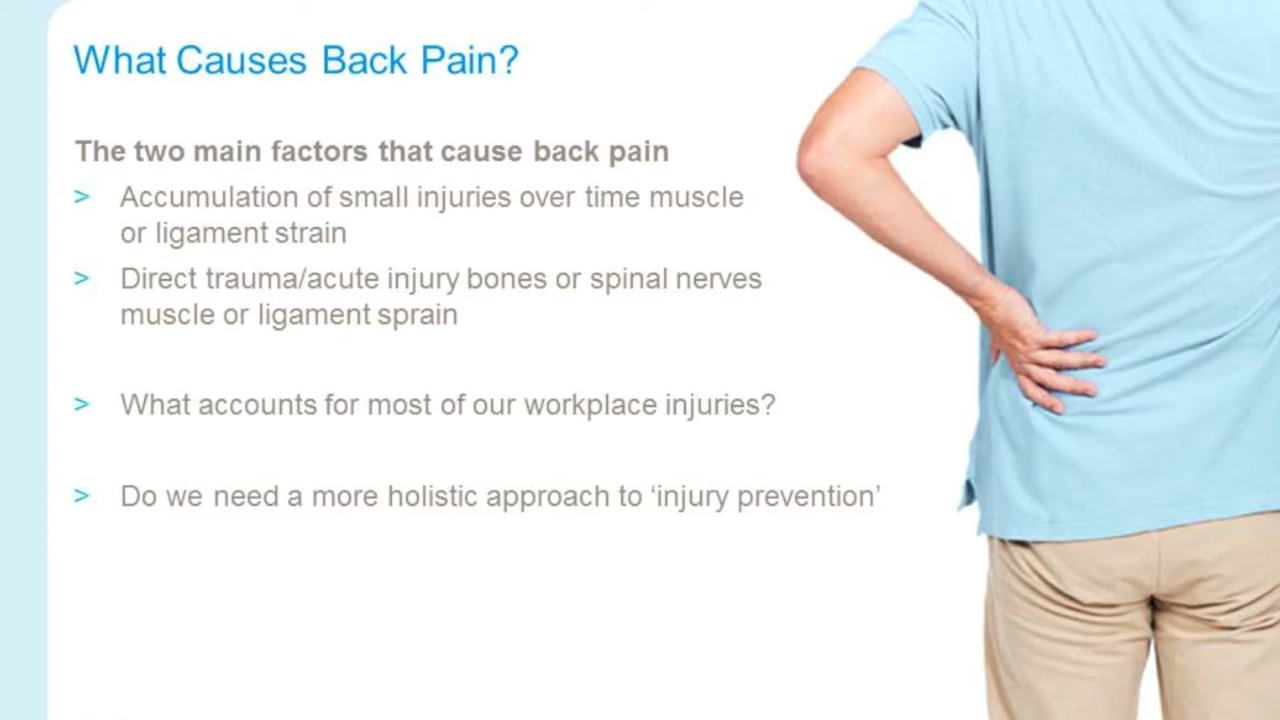 What Causes Back Pain?
The two main factors that cause back pain
> Accumulation of small injuries over time muscle
or ligament strain
> Direct trauma/acute injury bones or spinal nerves
muscle or ligament sprain
> What accounts for most of our workplace injuries?
> Do we need a more holistic approach to ‘injury prevention’